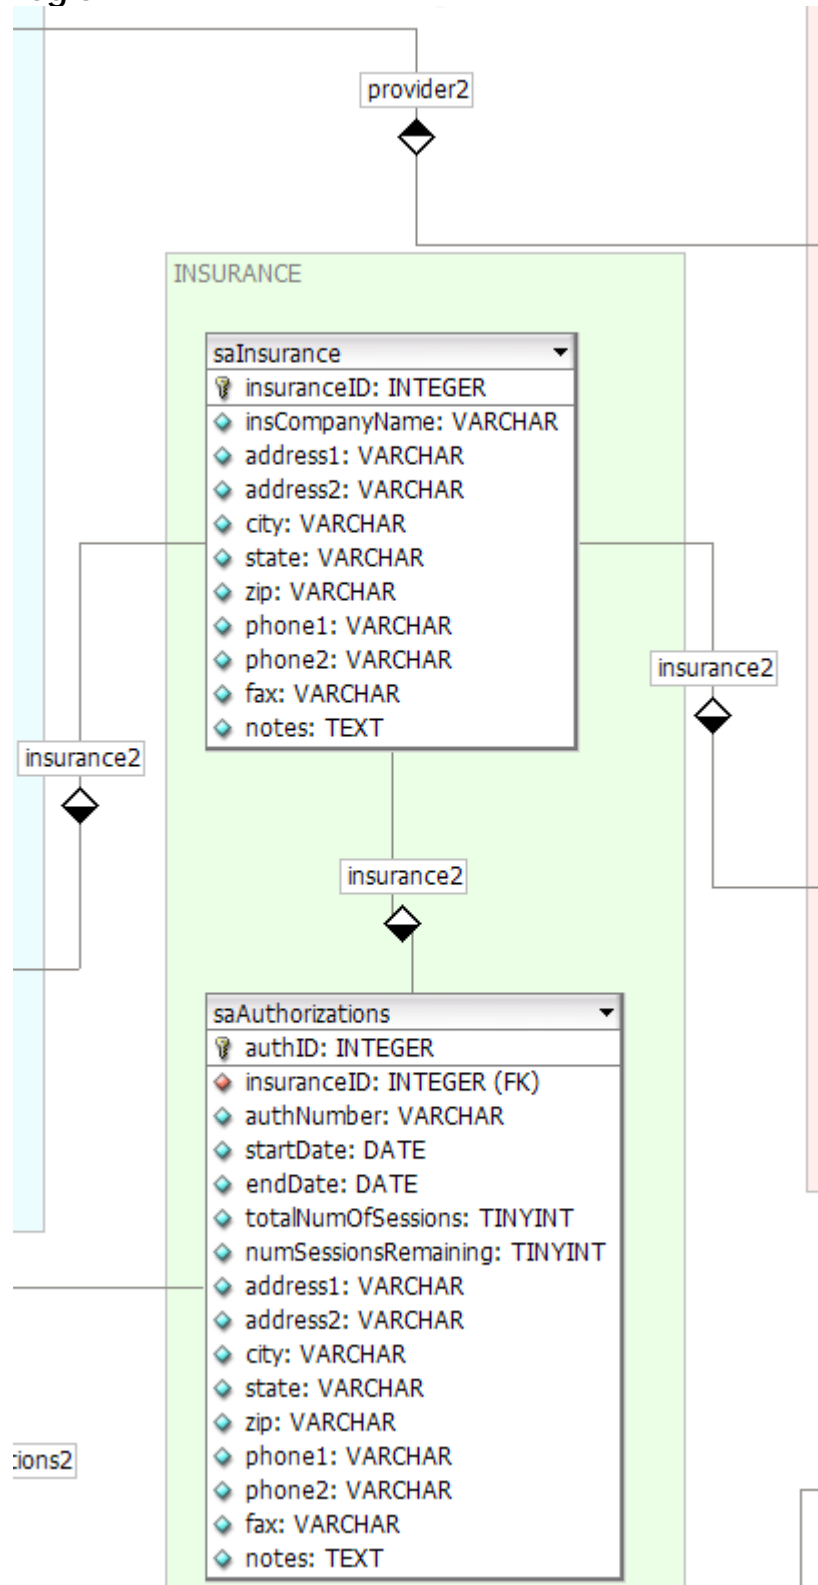 provider2
INSURANCE
saInsurance
insuranceID: INTEGER
insCompanyName: VARCHAR
address1: VARCHAR
address2: VARCHAR
city: VARCHAR
state: VARCHAR
zip: VARCHAR
phone1: VARCHAR
phone2: VARCHAR
fax: VARCHAR
notes: TEXT
insurance2
insurance2
insurance2
saAuthorizations
authID: INTEGER
insuranceID: INTEGER (FK)
authNumber: VARCHAR
startDate: DATE
endDate: DATE
totalNumOfSessions: TINYINT
numSessionsRemaining: TINYINT
address1: VARCHAR
address2: VARCHAR
city: VARCHAR
state: VARCHAR
zip: VARCHAR
phone1: VARCHAR
phone2: VARCHAR
fax: VARCHAR
notes: TEXT
tions2